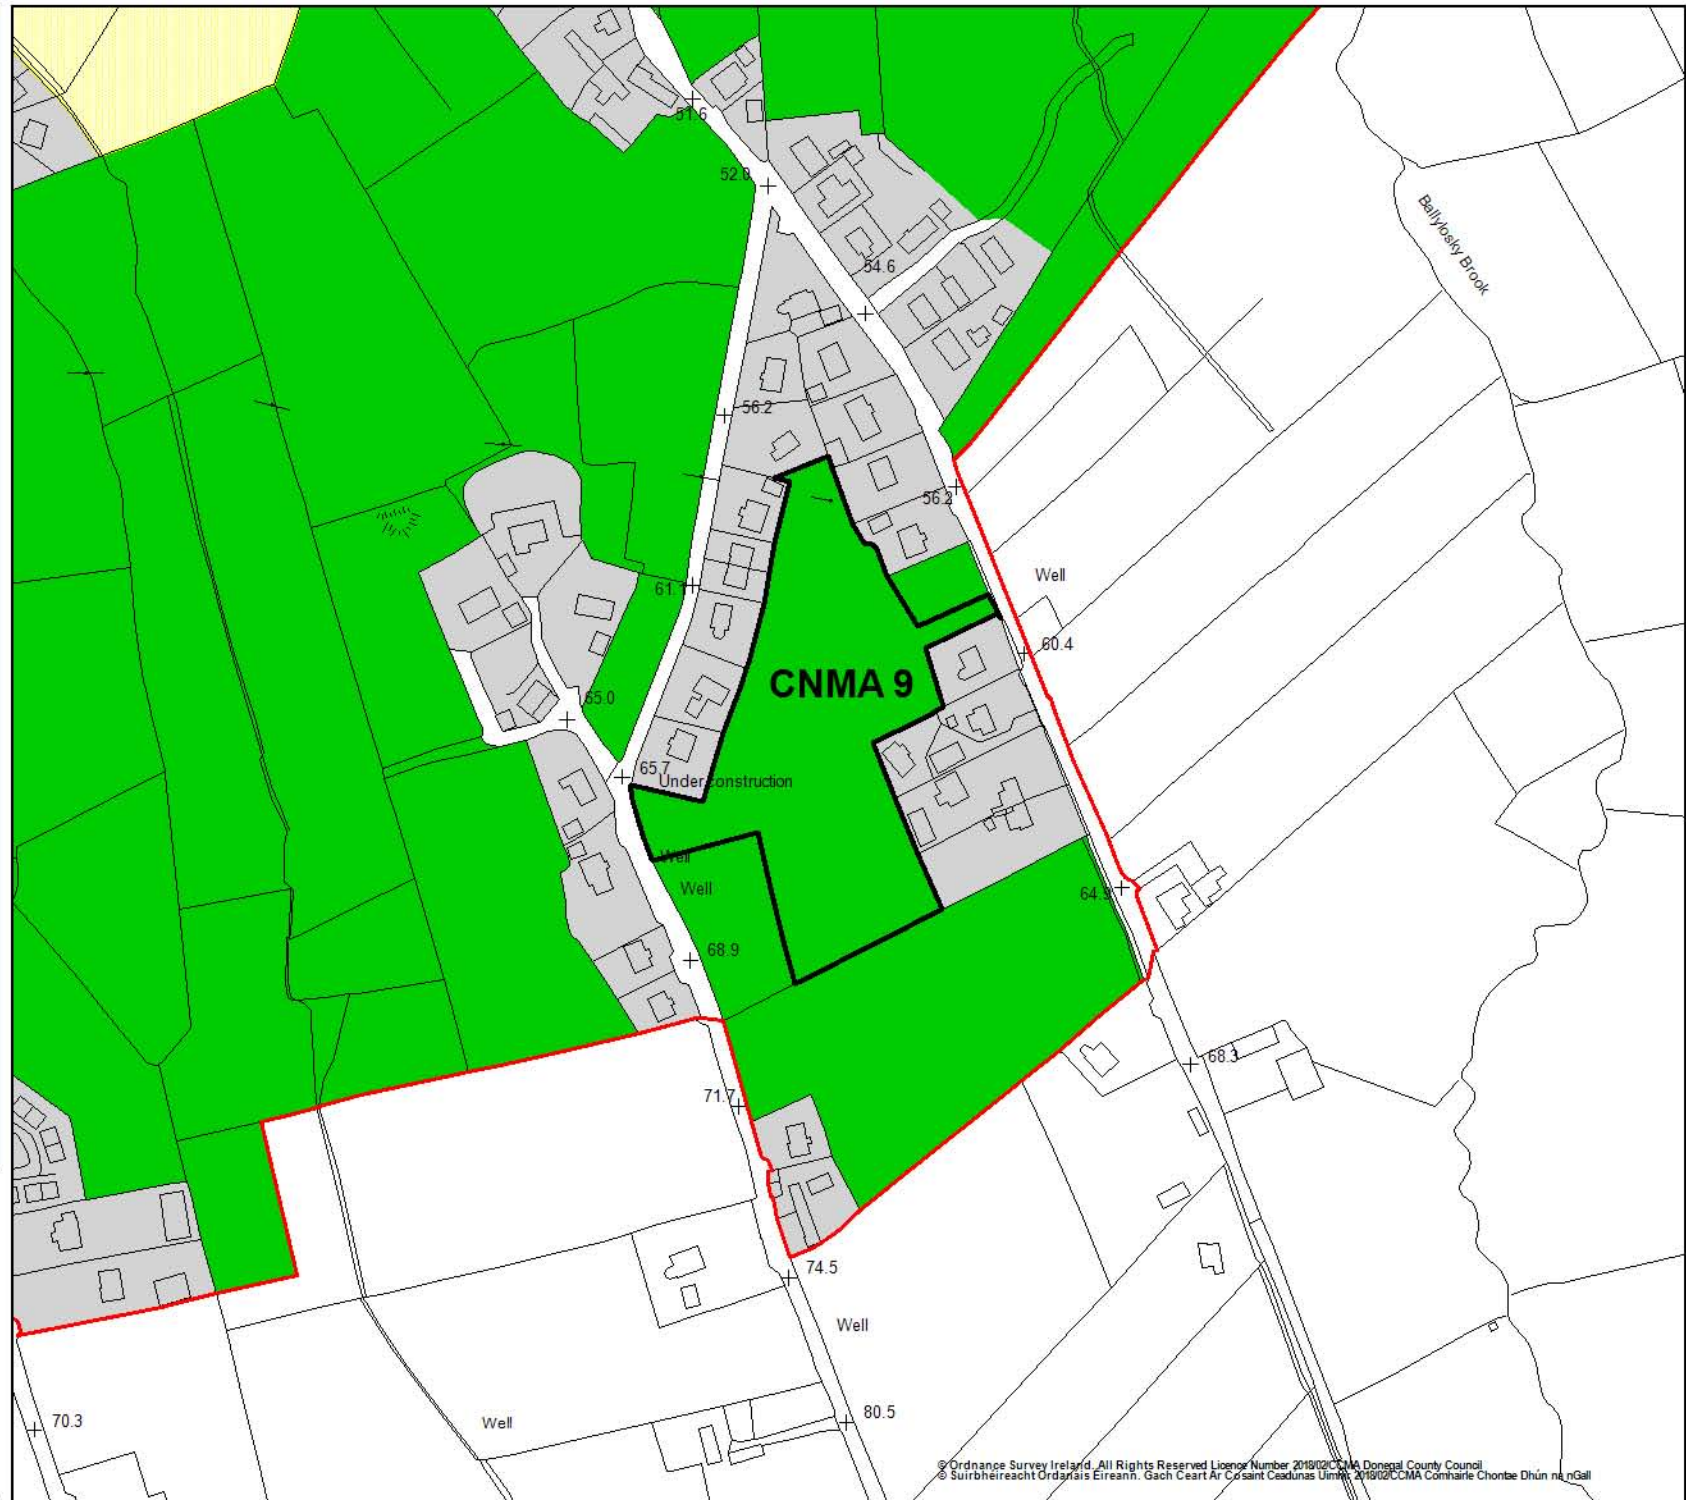 51.6
52.0
Ballylosky Brook
54.6
56.2
56.2
Well
61.1
60.4
CNMA 9
65.0
65.7
Under construction
Well
Well
64.9
68.9
68.3
71.7
74.5
Well
80.5
70.3
Well
© Ordnance Survey Ireland. All Rights Reserved Licence Number 2018/02/CCMA Donegal County Council
© Suirbhéireacht Ordanáis Éireann. Gach Ceart Ar Cosaint Ceadunas Uimhir 2018/02/CCMA Comhairle Chontae Dhún na nGall